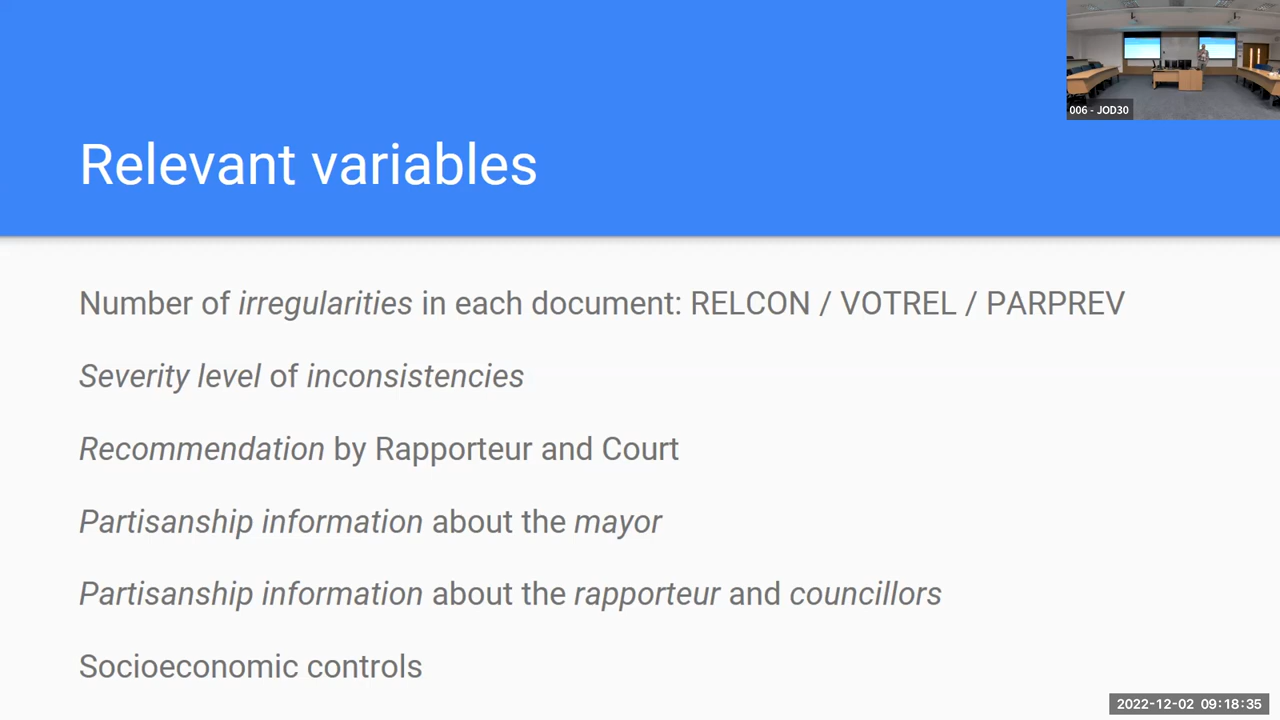 006 - JOD30
Relevant variables
Number of irregularities in each document: RELCON / VOTREL / PARPREV
Severity level of inconsistencies
Recommendation by Rapporteur and Court
Partisanship information about the mayor
Partisanship information about the rapporteur and councillors
Socioeconomic controls
2022-12-02 09:18:35